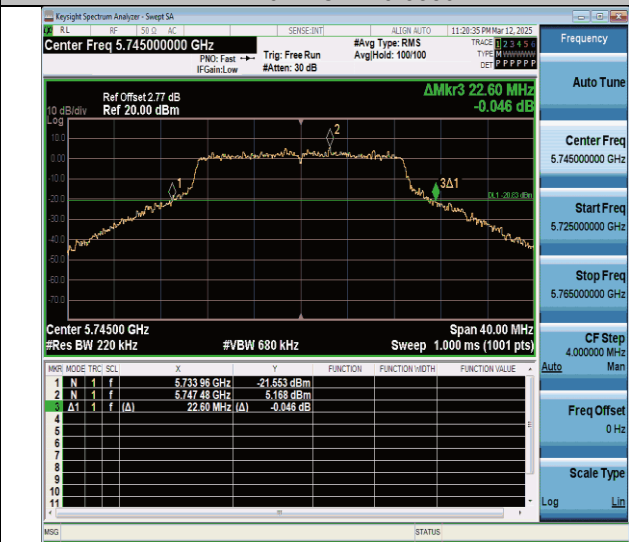 Keysight Spectrum Analyzer - Swept SA
RL RF 50 Ω AC SENSE:INT ALIGN AUTO 11:20:35 PM Mar 12, 2025
Center Freq 5.745000000 GHz
PNO: Fast
IFGain:Low
Trig: Free Run
#Atten: 30 dB
#Avg Type: RMS
Avg|Hold: 100/100
TRACE 1 2 3 4 5 6
TYPE M WWWWW
DET P P P P P P
Frequency
Auto Tune
Center Freq
5.745000000 GHz
Start Freq
5.725000000 GHz
Stop Freq
5.765000000 GHz
CF Step
4.000000 MHz
Auto Man
Freq Offset
0 Hz
Scale Type
Log Lin
ΔMkr3 22.60 MHz
-0.046 dB
Ref Offset 2.77 dB
10 dB/div Ref 20.00 dBm
Log
10.0
0.00
-10.0
-20.0
-30.0
-40.0
-50.0
-60.0
-70.0
1
2
3Δ1
Center 5.74500 GHz Span 40.00 MHz
#Res BW 220 kHz #VBW 680 kHz Sweep 1.000 ms (1001 pts)
MKR MODE TRC SCL X Y FUNCTION FUNCTION WIDTH FUNCTION VALUE
1 N 1 f 5.733 96 GHz -21.553 dBm
2 N 1 f 5.747 48 GHz 5.168 dBm
3 Δ1 1 f (Δ) 22.60 MHz (Δ) -0.046 dB
4
5
6
7
8
9
10
11
MSG STATUS